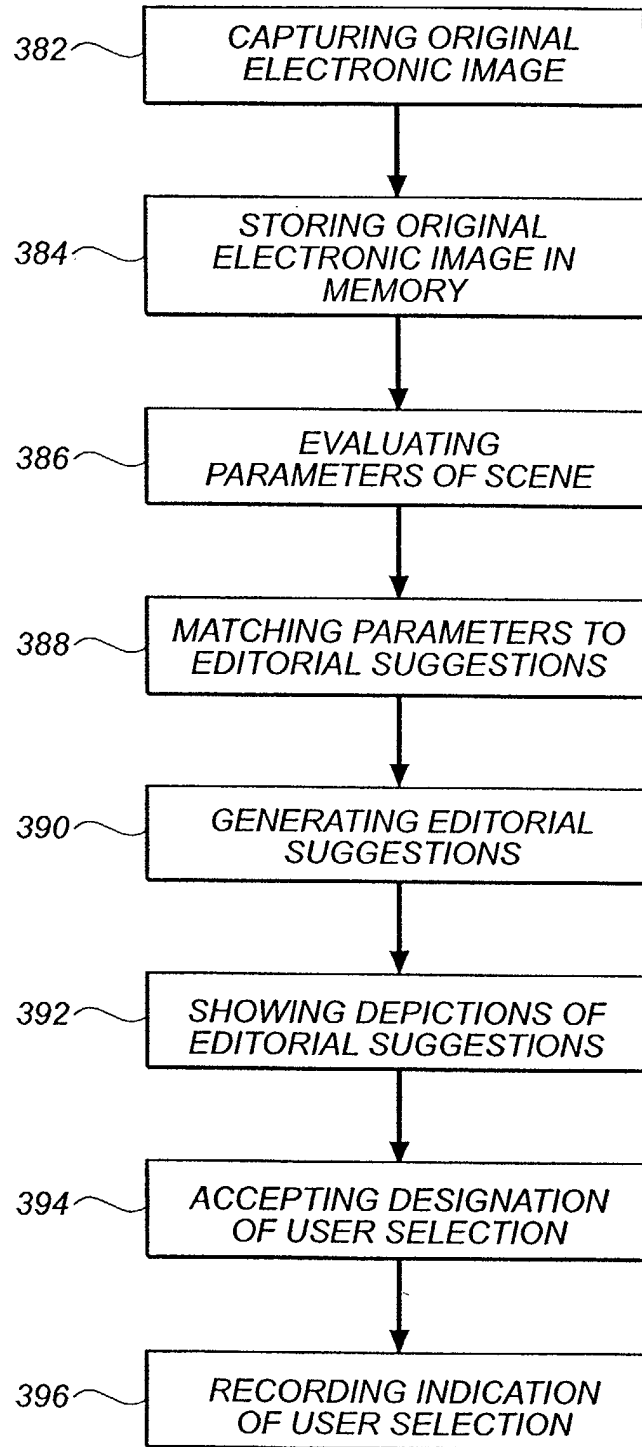 382
CAPTURING ORIGINAL
ELECTRONIC IMAGE
384
STORING ORIGINAL
ELECTRONIC IMAGE IN
MEMORY
386
EVALUATING
PARAMETERS OF SCENE
388
MATCHING PARAMETERS TO
EDITORIAL SUGGESTIONS
390
GENERATING EDITORIAL
SUGGESTIONS
392
SHOWING DEPICTIONS OF
EDITORIAL SUGGESTIONS
394
ACCEPTING DESIGNATION
OF USER SELECTION
396
RECORDING INDICATION
OF USER SELECTION